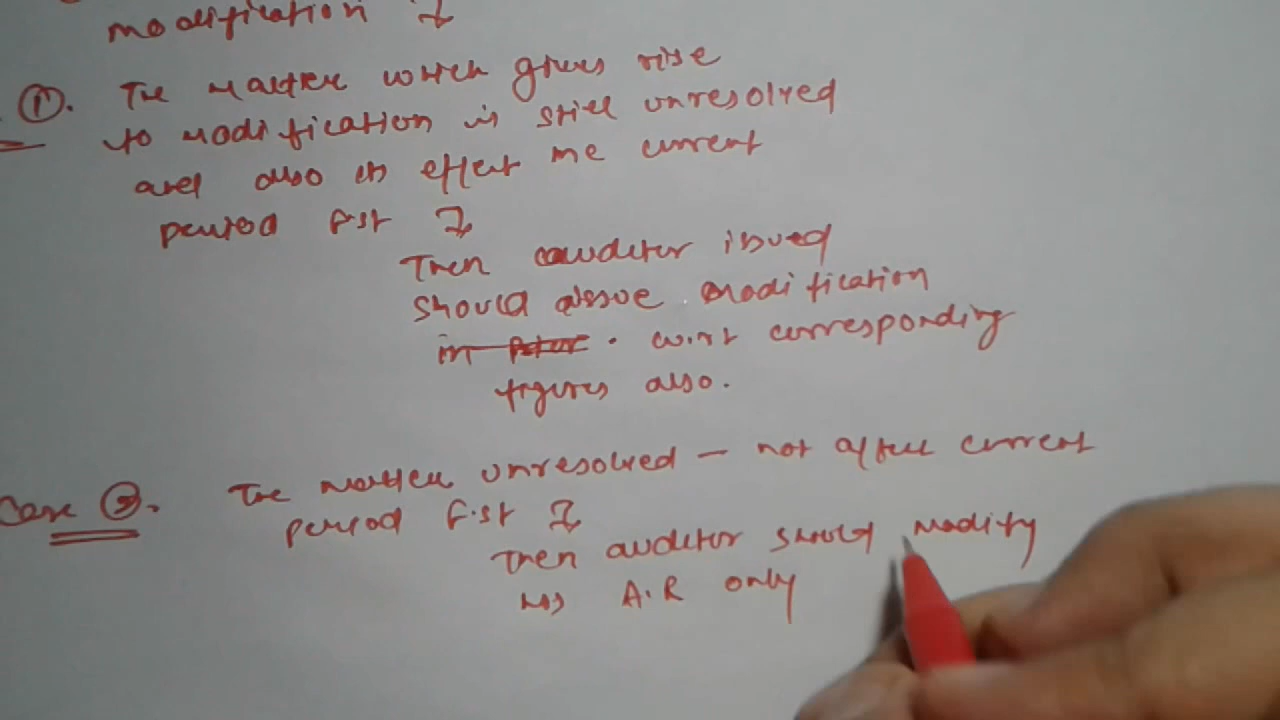 modification
①. The matter which gives rise
to modification is still unresolved
and also it effect the current
period F.St
Then auditor issued
should issue modification
in w.r.t corresponding
figures also.
Case ②. The matter unresolved — not affect current
period F.St
Then auditor should modify
his A.R only